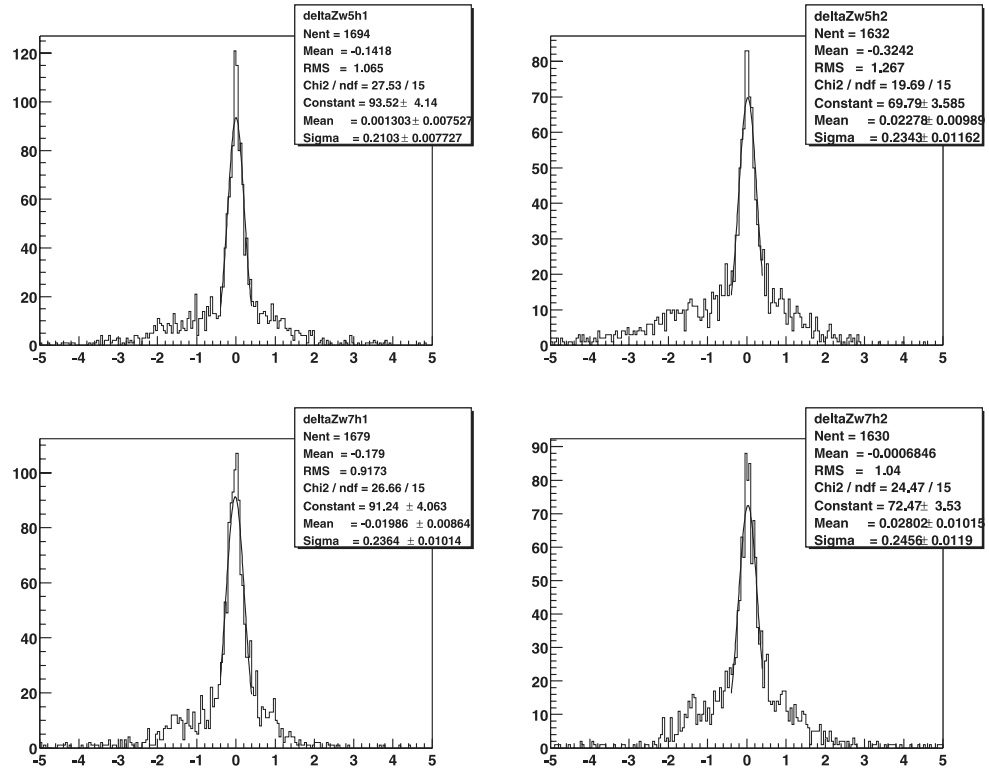 deltaZw5h1
Nent = 1694
Mean = -0.1418
RMS = 1.065
Chi2 / ndf = 27.53 / 15
Constant = 93.52 ± 4.14
Mean = 0.001303 ± 0.007527
Sigma = 0.2103 ± 0.007727
120
100
80
60
40
20
0
-5 -4 -3 -2 -1 0 1 2 3 4 5
deltaZw5h2
Nent = 1632
Mean = -0.3242
RMS = 1.267
Chi2 / ndf = 19.69 / 15
Constant = 69.79 ± 3.585
Mean = 0.02278 ± 0.00989
Sigma = 0.2343 ± 0.01162
80
70
60
50
40
30
20
10
0
-5 -4 -3 -2 -1 0 1 2 3 4 5
deltaZw7h1
Nent = 1679
Mean = -0.179
RMS = 0.9173
Chi2 / ndf = 26.66 / 15
Constant = 91.24 ± 4.063
Mean = -0.01986 ± 0.00864
Sigma = 0.2364 ± 0.01014
100
80
60
40
20
0
-5 -4 -3 -2 -1 0 1 2 3 4 5
deltaZw7h2
Nent = 1630
Mean = -0.0006846
RMS = 1.04
Chi2 / ndf = 24.47 / 15
Constant = 72.47 ± 3.53
Mean = 0.02802 ± 0.01015
Sigma = 0.2456 ± 0.0119
90
80
70
60
50
40
30
20
10
0
-5 -4 -3 -2 -1 0 1 2 3 4 5